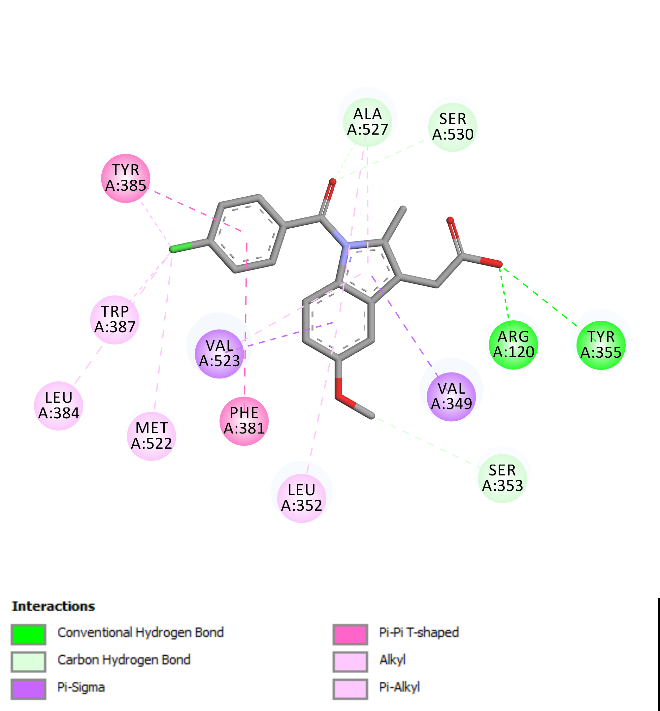 ALA
A:527
SER
A:530
TYR
A:385
TRP
A:387
VAL
A:523
ARG
A:120
TYR
A:355
LEU
A:384
MET
A:522
PHE
A:381
VAL
A:349
LEU
A:352
SER
A:353
N
Interactions
Conventional Hydrogen Bond
Carbon Hydrogen Bond
Pi-Sigma
Pi-Pi T-shaped
Alkyl
Pi-Alkyl